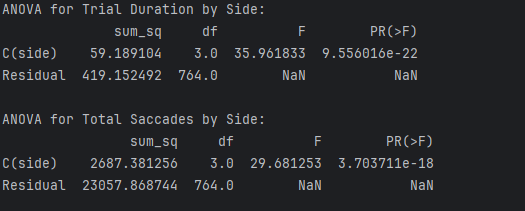 ANOVA for Trial Duration by Side:
sum_sq df F PR(>F)
C(side) 59.189104 3.0 35.961833 9.556016e-22
Residual 419.152492 764.0 NaN NaN
ANOVA for Total Saccades by Side:
sum_sq df F PR(>F)
C(side) 2687.381256 3.0 29.681253 3.703711e-18
Residual 23057.868744 764.0 NaN NaN